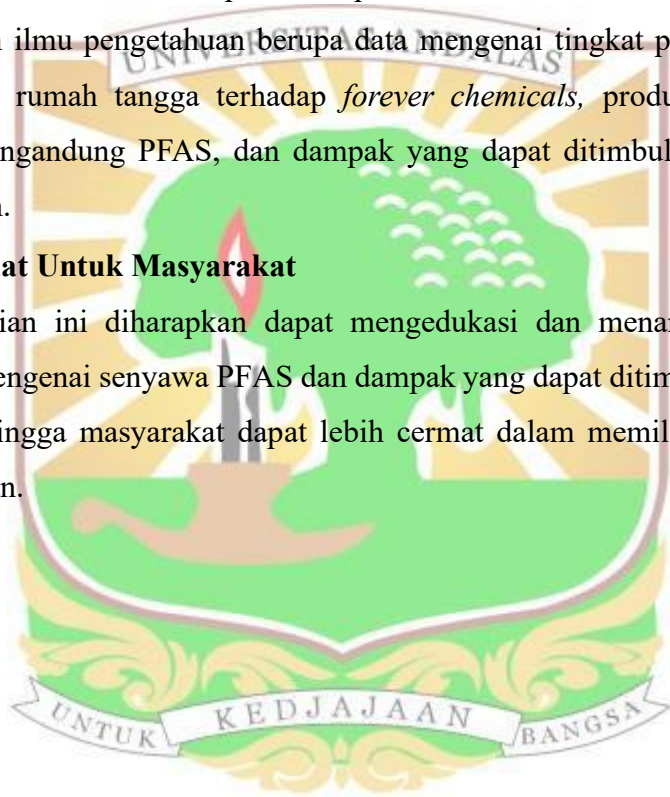 UNIVERSITAS ANDALAS
ilmu pengetahuan berupa data mengenai tingkat p
rumah tangga terhadap forever chemicals, produ
ngandung PFAS, dan dampak yang dapat ditimbul
at Untuk Masyarakat
ian ini diharapkan dapat mengedukasi dan menar
engenai senyawa PFAS dan dampak yang dapat ditim
ingga masyarakat dapat lebih cermat dalam memil
n.
UNTUK KEDJAJAAN BANGSA